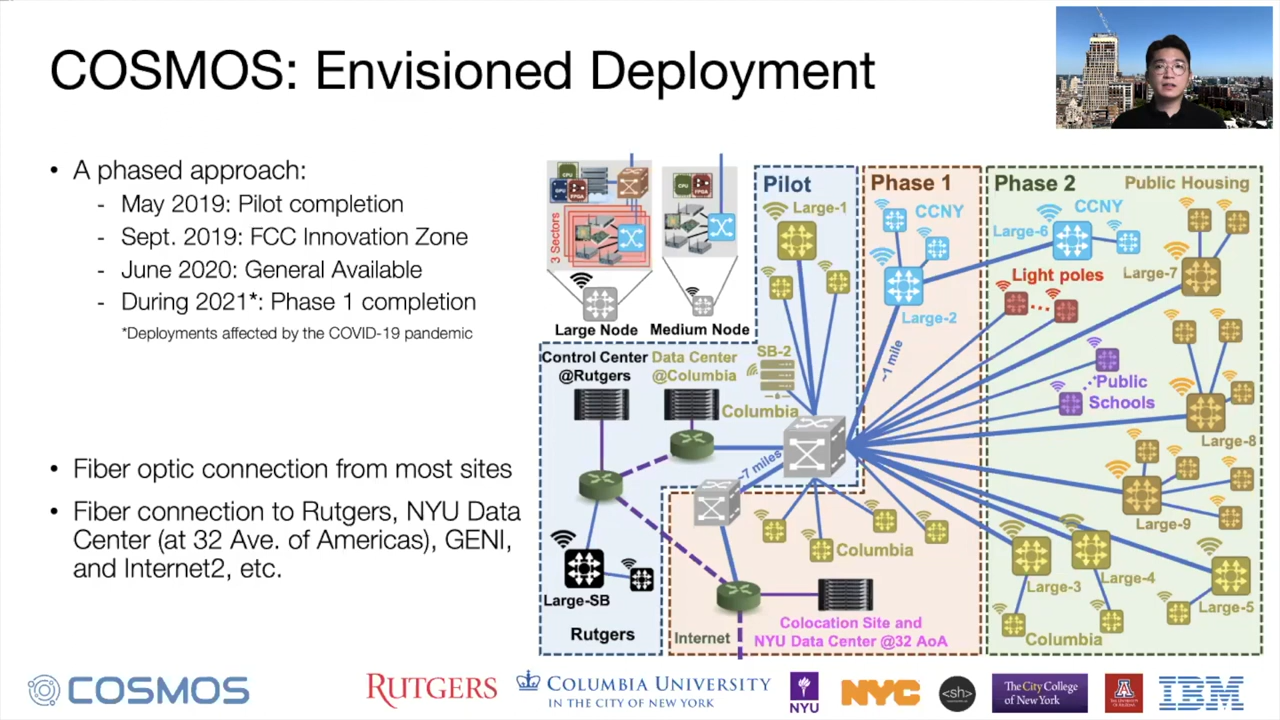 COSMOS: Envisioned Deployment
• A phased approach:
- May 2019: Pilot completion
- Sept. 2019: FCC Innovation Zone
- June 2020: General Available
- During 2021*: Phase 1 completion
*Deployments affected by the COVID-19 pandemic
• Fiber optic connection from most sites
• Fiber connection to Rutgers, NYU Data
Center (at 32 Ave. of Americas), GENI,
and Internet2, etc.
CPU
GPU
FPGA
3 Sectors
Large Node
CPU
FPGA
Medium Node
Pilot
Large-1
Control Center
@Rutgers
Data Center
@Columbia
SB-2
Columbia
~7 miles
Large-SB
Rutgers
Phase 1
CCNY
Large-2
~1 mile
Columbia
Internet
Colocation Site and
NYU Data Center @32 AoA
Phase 2
Public Housing
CCNY
Large-6
Light poles
Large-7
Public
Schools
Large-8
Large-9
Large-3
Large-4
Large-5
Columbia
COSMOS
RUTGERS
COLUMBIA UNIVERSITY
IN THE CITY OF NEW YORK
NYU
NYC
<sh>
The City College
of New York
A
IBM